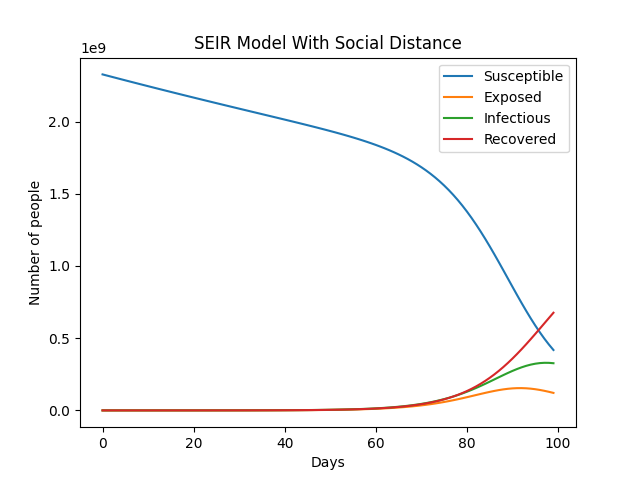 SEIR Model With Social Distance
1e9
Susceptible
Exposed
Infectious
Recovered
Number of people
2.0
1.5
1.0
0.5
0.0
0 20 40 60 80 100
Days